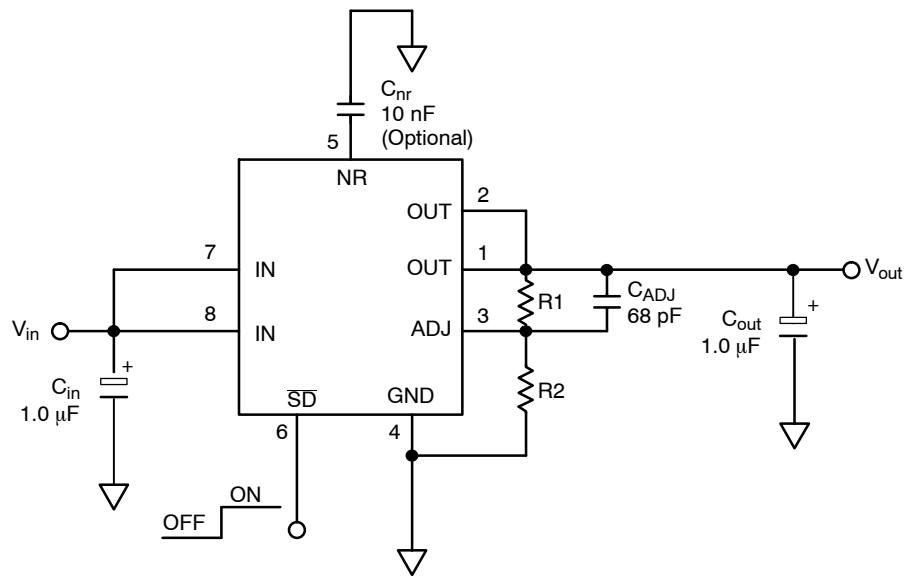 C_nr
10 nF
(Optional)
5
NR
OUT
2
7
IN
OUT
1
V_out
R1
C_ADJ
68 pF
V_in
8
IN
ADJ
3
C_out
1.0 μF
+
C_in
1.0 μF
+
R2
SD
GND
6
4
ON
OFF